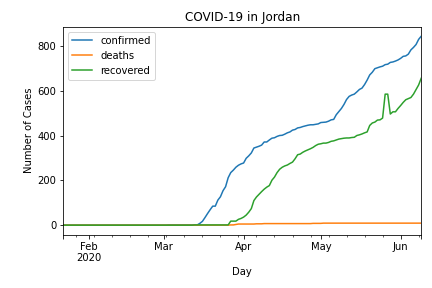 COVID-19 in Jordan
confirmed
deaths
recovered
Number of Cases
800
600
400
200
0
Feb Mar Apr May Jun
2020
Day